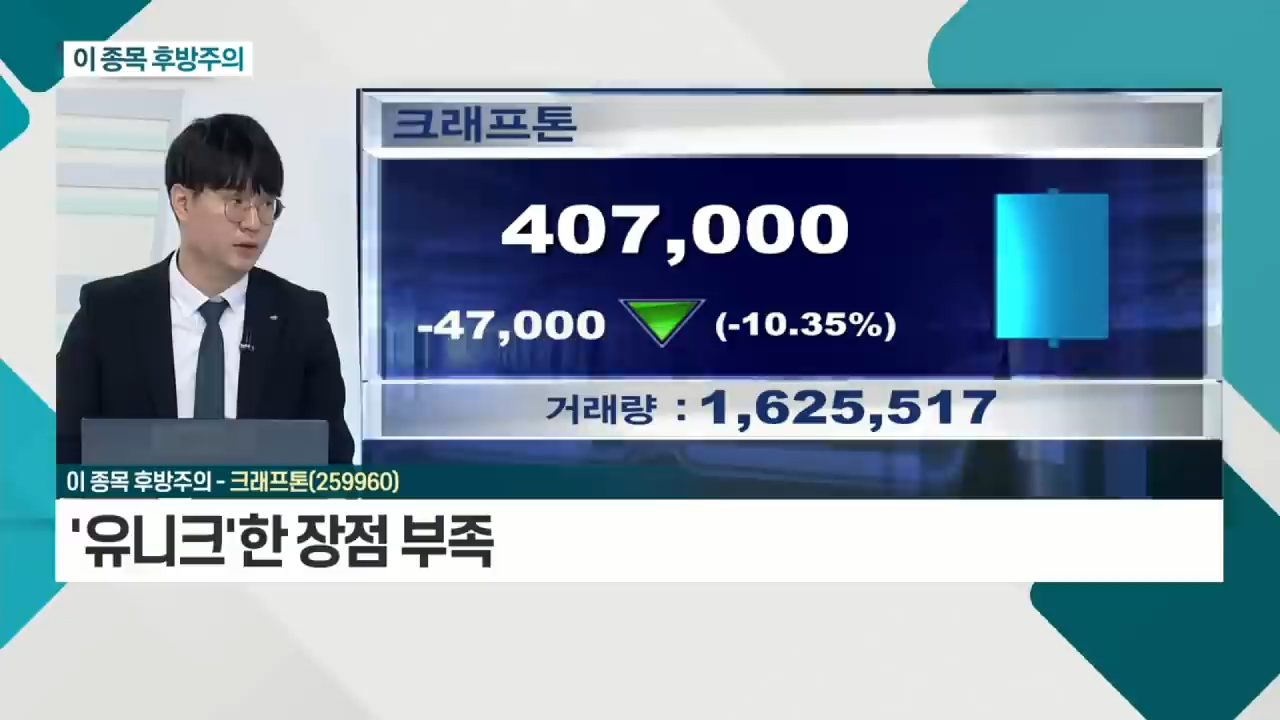 이 종목 후방주의
크래프톤
407,000
-47,000 (-10.35%)
거래량 : 1,625,517
이 종목 후방주의 - 크래프톤(259960)
'유니크'한 장점 부족